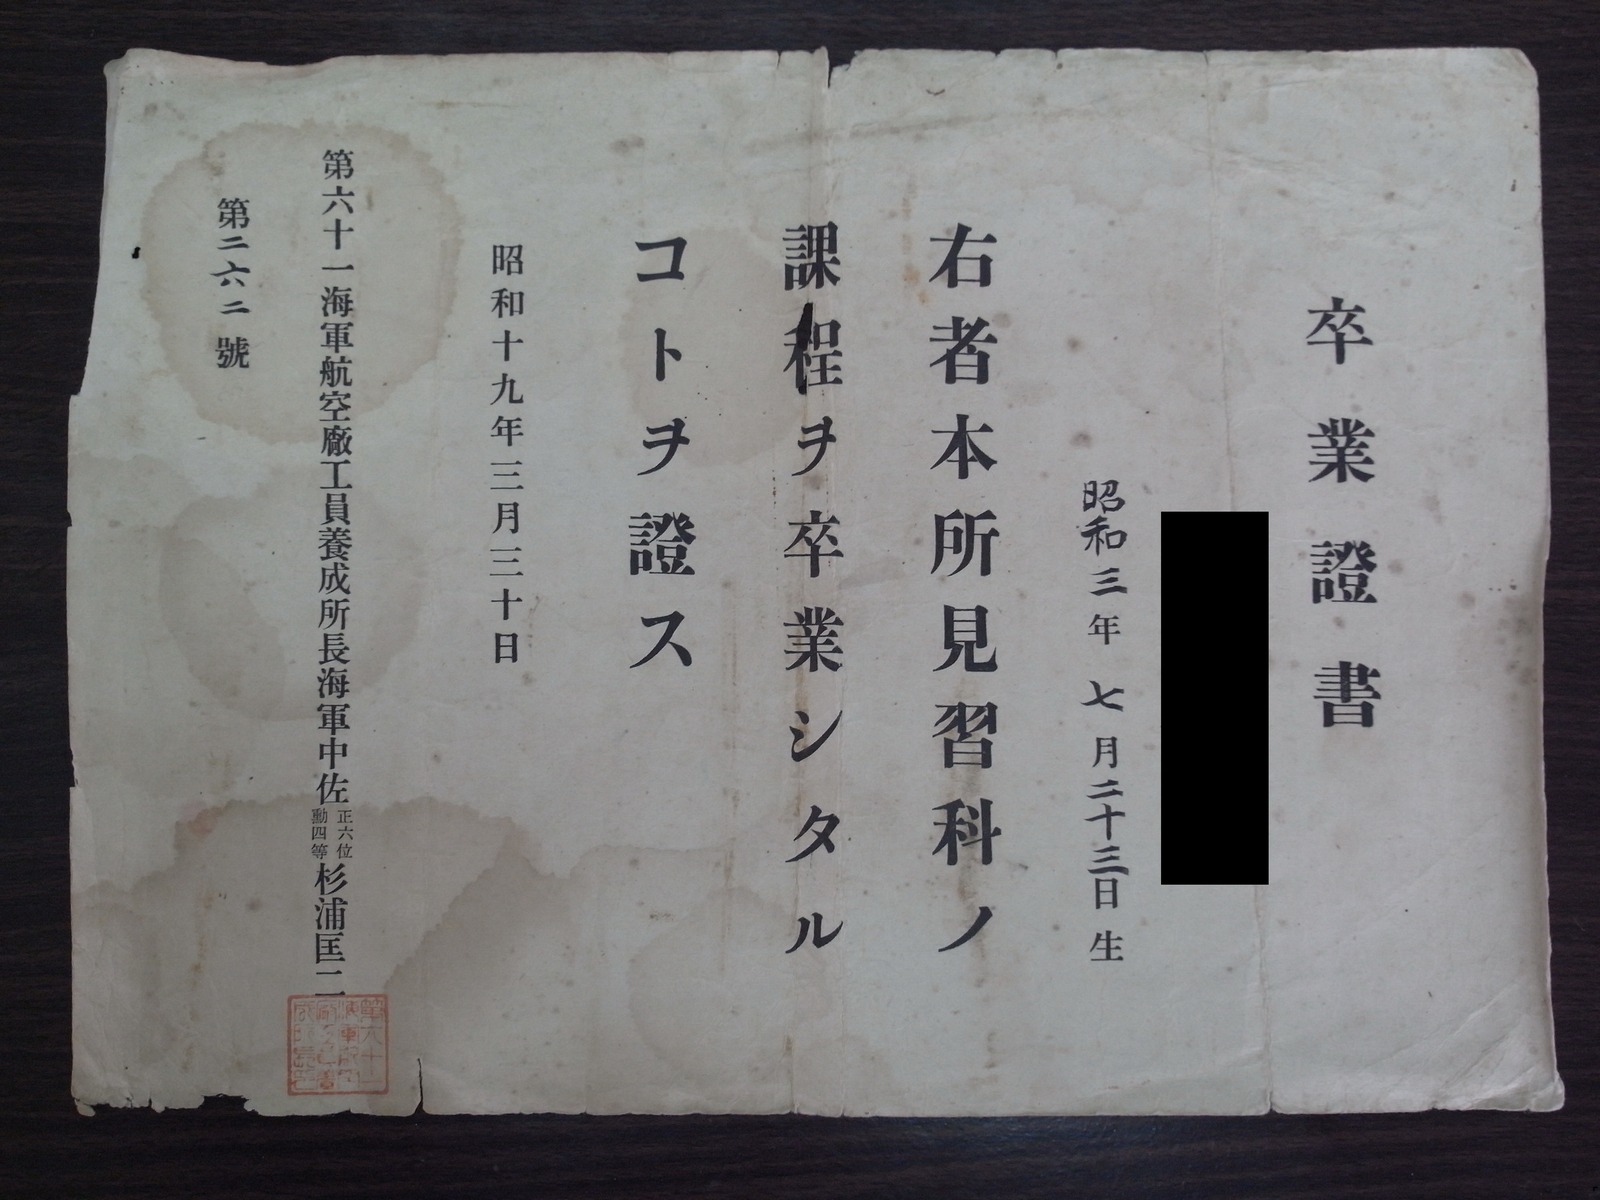 卒業證書
昭和三年七月二十三日生
右者本所見習科ノ
課程ヲ卒業シタル
コトヲ證ス
昭和十九年三月三十日
第六十一海軍航空廠工員養成所長海軍中佐正六位勳四等杉浦匡二
第二六二號